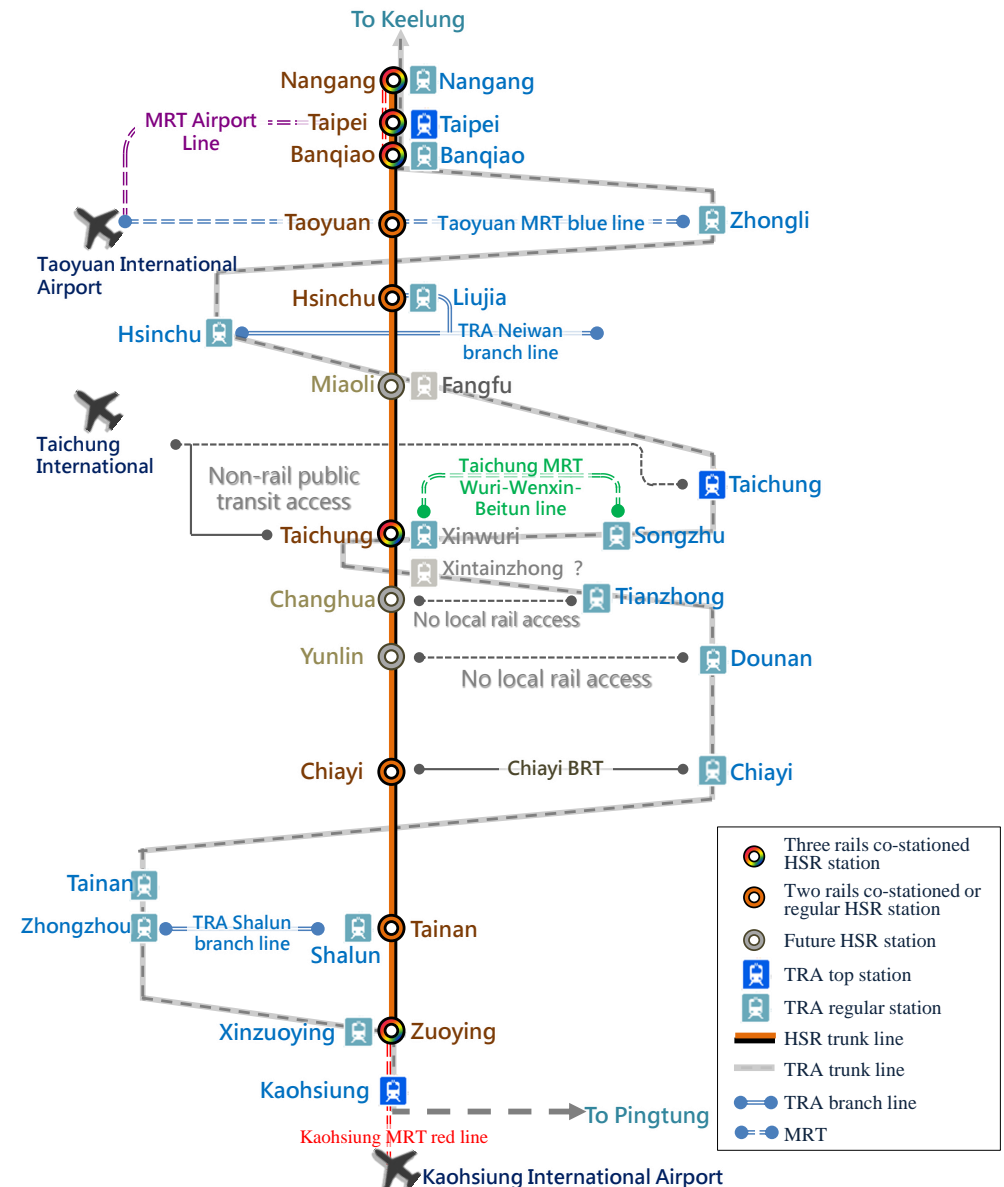 To Keelung
Nangang
Nangang
MRT Airport
Line
Taipei
Taipei
Banqiao
Banqiao
Taoyuan
Taoyuan MRT blue line
Zhongli
Taoyuan International
Airport
Hsinchu
Liujia
Hsinchu
TRA Neiwan
branch line
Miaoli
Fangfu
Taichung
International
Non-rail public
transit access
Taichung MRT
Wuri-Wenxin-
Beitun line
Taichung
Taichung
Xinwuri
Songzhu
Xintainzhong ?
Changhua
Tianzhong
No local rail access
Yunlin
Dounan
No local rail access
Chiayi
Chiayi BRT
Chiayi
Tainan
Zhongzhou
TRA Shalun
branch line
Shalun
Tainan
Xinzuoying
Zuoying
Kaohsiung
To Pingtung
Kaohsiung MRT red line
Kaohsiung International Airport
Three rails co-stationed
HSR station
Two rails co-stationed or
regular HSR station
Future HSR station
TRA top station
TRA regular station
HSR trunk line
TRA trunk line
TRA branch line
MRT